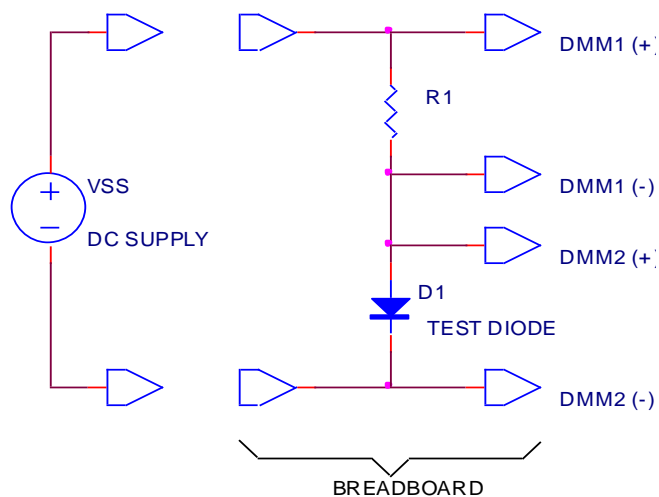 DMM1 (+)
R1
VSS
DMM1 (-)
DC SUPPLY
DMM2 (+)
D1
TEST DIODE
DMM2 (-)
BREADBOARD